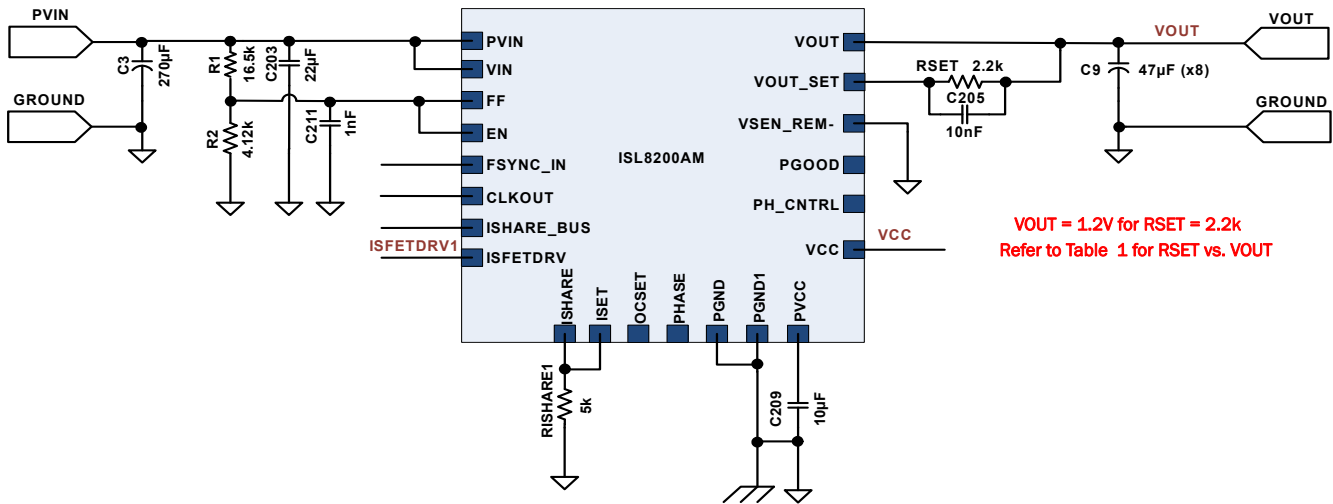 PVIN
GROUND
C3
270µF
R1
16.5k
C203
22µF
R2
4.12k
C211
1nF
PVIN
VIN
FF
EN
FSYNC_IN
CLKOUT
ISHARE_BUS
ISFETDRV1
ISFETDRV
ISL8200AM
VOUT
VOUT_SET
VSEN_REM-
PGOOD
PH_CNTRL
VCC
ISHARE
ISET
OCSET
PHASE
PGND
PGND1
PVCC
RISHARE1
5k
C209
10µF
RSET 2.2k
C205
10nF
VOUT
VOUT
C9 47µF (x8)
GROUND
VCC
VOUT = 1.2V for RSET = 2.2k
Refer to Table 1 for RSET vs. VOUT